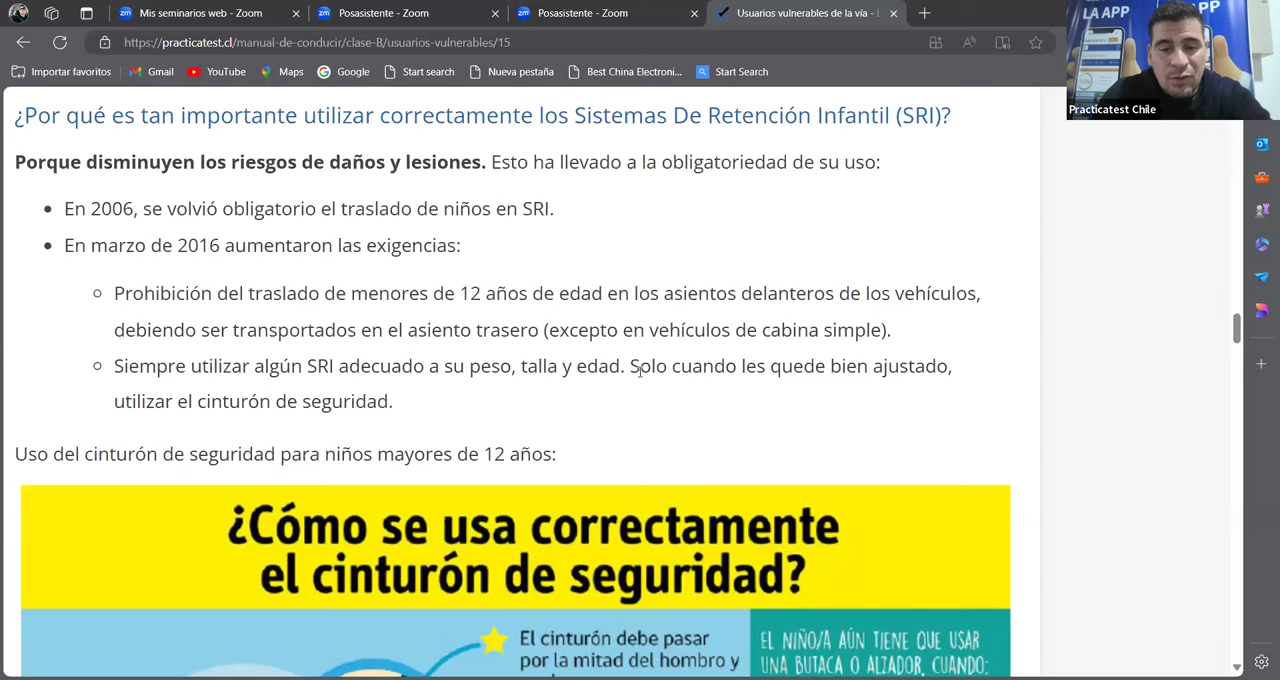 Mis seminarios web - Zoom
Posasistente - Zoom
Posasistente - Zoom
Usuarios vulnerables de la vía - L
https://practicatest.cl/manual-de-conducir/clase-B/usuarios-vulnerables/15
Importar favoritos
Gmail
YouTube
Maps
Google
Start search
Nueva pestaña
Best China Electroni...
Start Search
LA APP
PP
Practicatest Chile
¿Por qué es tan importante utilizar correctamente los Sistemas De Retención Infantil (SRI)?
Porque disminuyen los riesgos de daños y lesiones. Esto ha llevado a la obligatoriedad de su uso:
En 2006, se volvió obligatorio el traslado de niños en SRI.
En marzo de 2016 aumentaron las exigencias:
Prohibición del traslado de menores de 12 años de edad en los asientos delanteros de los vehículos,
debiendo ser transportados en el asiento trasero (excepto en vehículos de cabina simple).
Siempre utilizar algún SRI adecuado a su peso, talla y edad. Solo cuando les quede bien ajustado,
utilizar el cinturón de seguridad.
Uso del cinturón de seguridad para niños mayores de 12 años:
¿Cómo se usa correctamente
el cinturón de seguridad?
El cinturón debe pasar
por la mitad del hombro y
EL NIÑO/A AÚN TIENE QUE USAR
UNA BUTACA O ALZADOR, CUANDO: